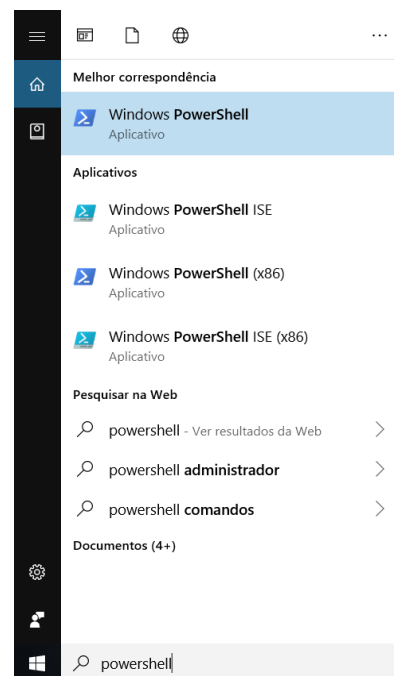 Melhor correspondência
Windows PowerShell
Aplicativo
Aplicativos
Windows PowerShell ISE
Aplicativo
Windows PowerShell (x86)
Aplicativo
Windows PowerShell ISE (x86)
Aplicativo
Pesquisar na Web
powershell - Ver resultados da Web
powershell administrador
powershell comandos
Documentos (4+)
powershell